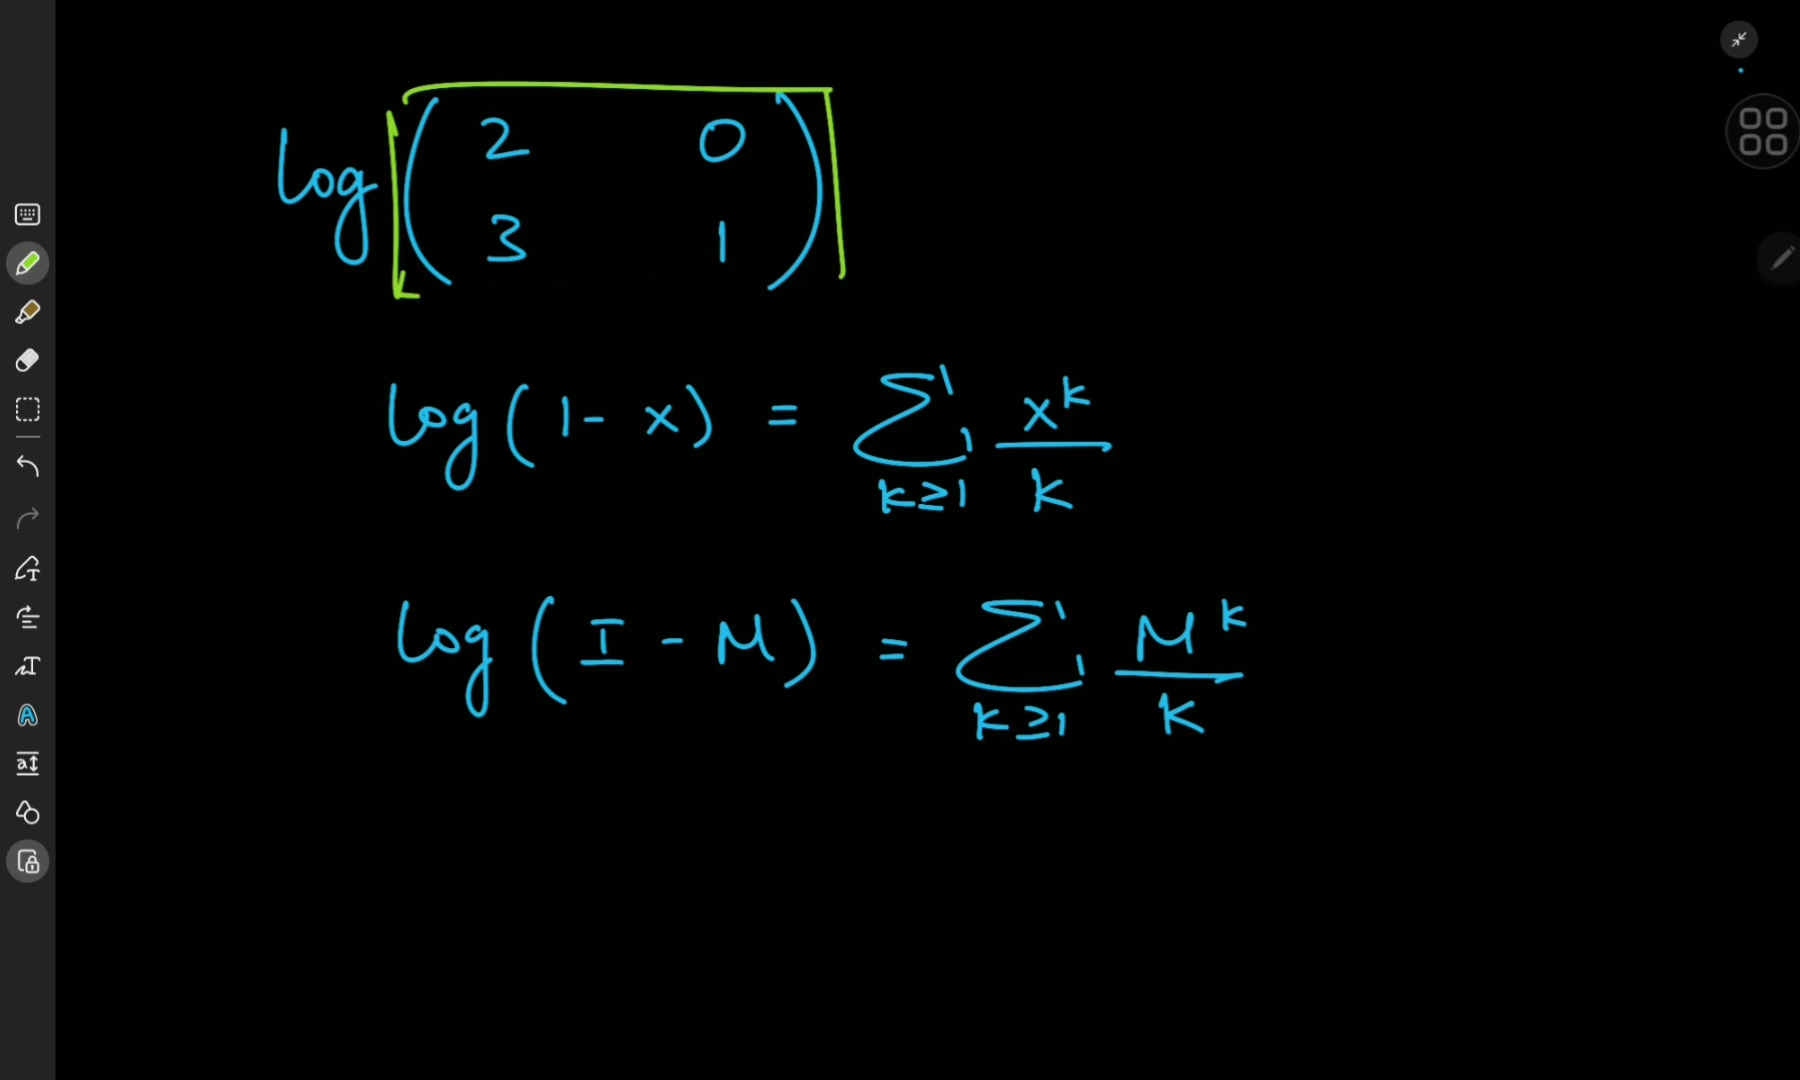 log ( 2 0
3 1 )
log ( 1 - x ) = ∑ k ≥ 1 x^k / k
log ( I - M ) = ∑ k ≥ 1 M^k / k